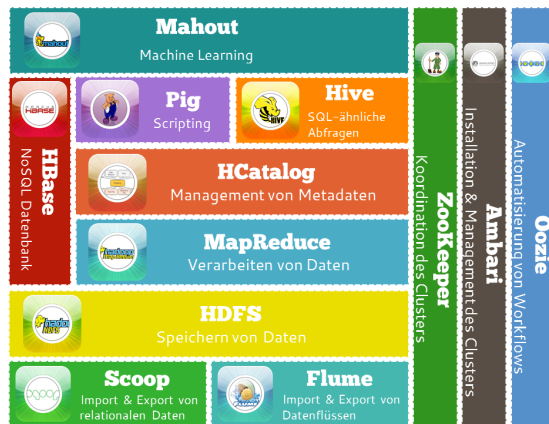 Mahout
Machine Learning
HBase
NoSQL Datenbank
Pig
Scripting
Hive
SQL-ähnliche
Abfragen
HCatalog
Management von Metadaten
MapReduce
Verarbeiten von Daten
HDFS
Speichern von Daten
Scoop
Import & Export von
relationalen Daten
Flume
Import & Export von
Datenflüssen
ZooKeeper
Koordination des Clusters
Ambari
Installation & Management des Clusters
Oozie
Automatisierung von Workflows